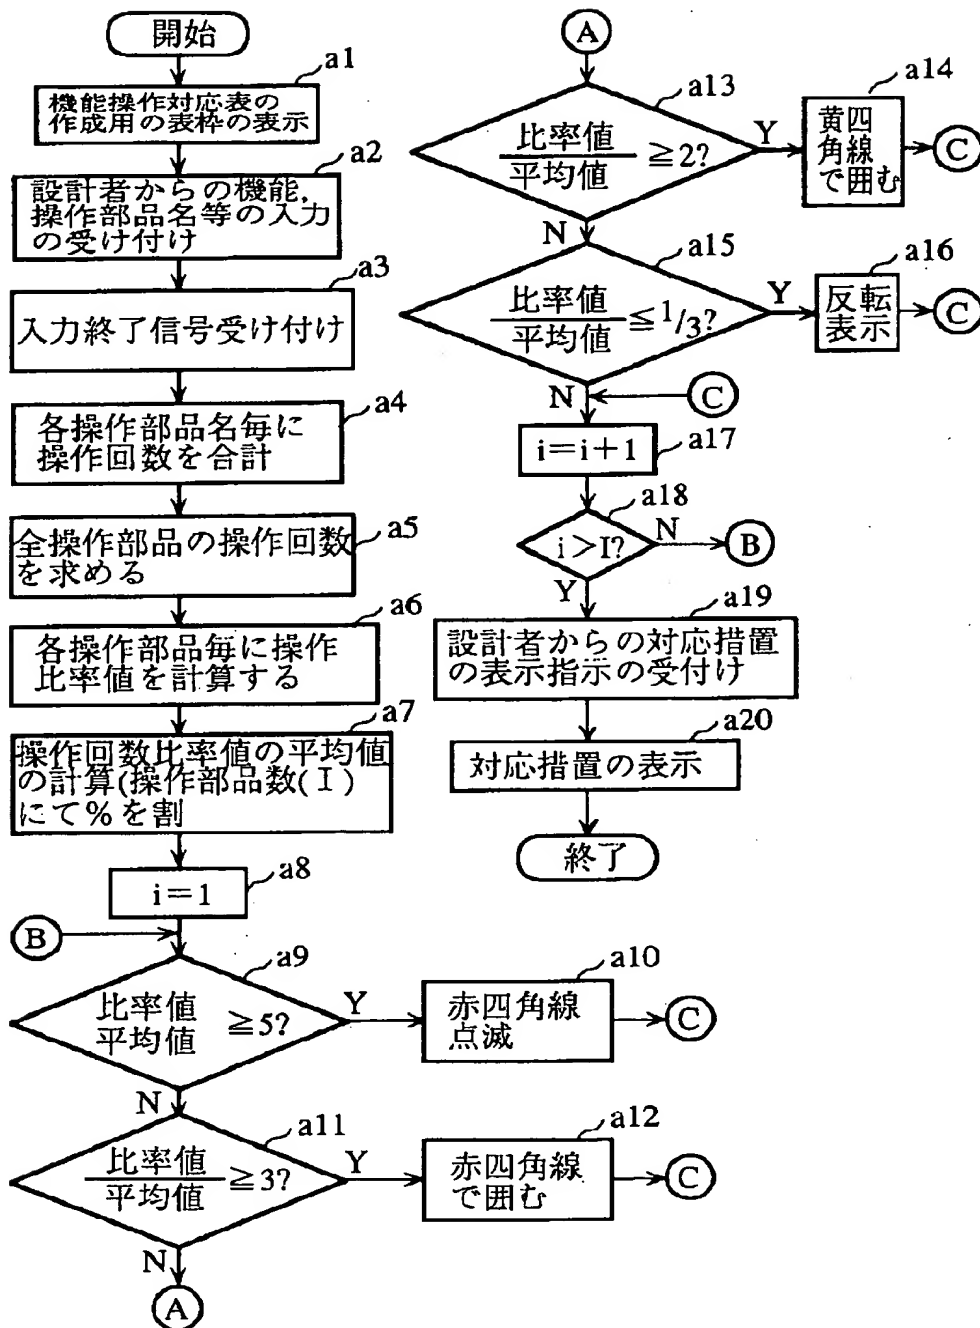 開始
a1
機能操作対応表の
作成用の表枠の表示
a2
設計者からの機能,
操作部品名等の入力
の受け付け
a3
入力終了信号受け付け
a4
各操作部品名毎に
操作回数を合計
a5
全操作部品の操作回数
を求める
a6
各操作部品毎に操作
比率値を計算する
a7
操作回数比率値の平均値
の計算(操作部品数(I)
にて%を割
a8
i=1
B
a9
比率値
平均値
≧5?
Y
a10
赤四角線
点滅
C
N
a11
比率値
平均値
≧3?
Y
a12
赤四角線
で囲む
C
N
A
A
a13
比率値
平均値
≧2?
Y
a14
黄四
角線
で囲む
C
N
a15
比率値
平均値
≦1/3?
Y
a16
反転
表示
C
N
C
a17
i=i+1
a18
i>I?
N
B
Y
a19
設計者からの対応措置
の表示指示の受付け
a20
対応措置の表示
終了